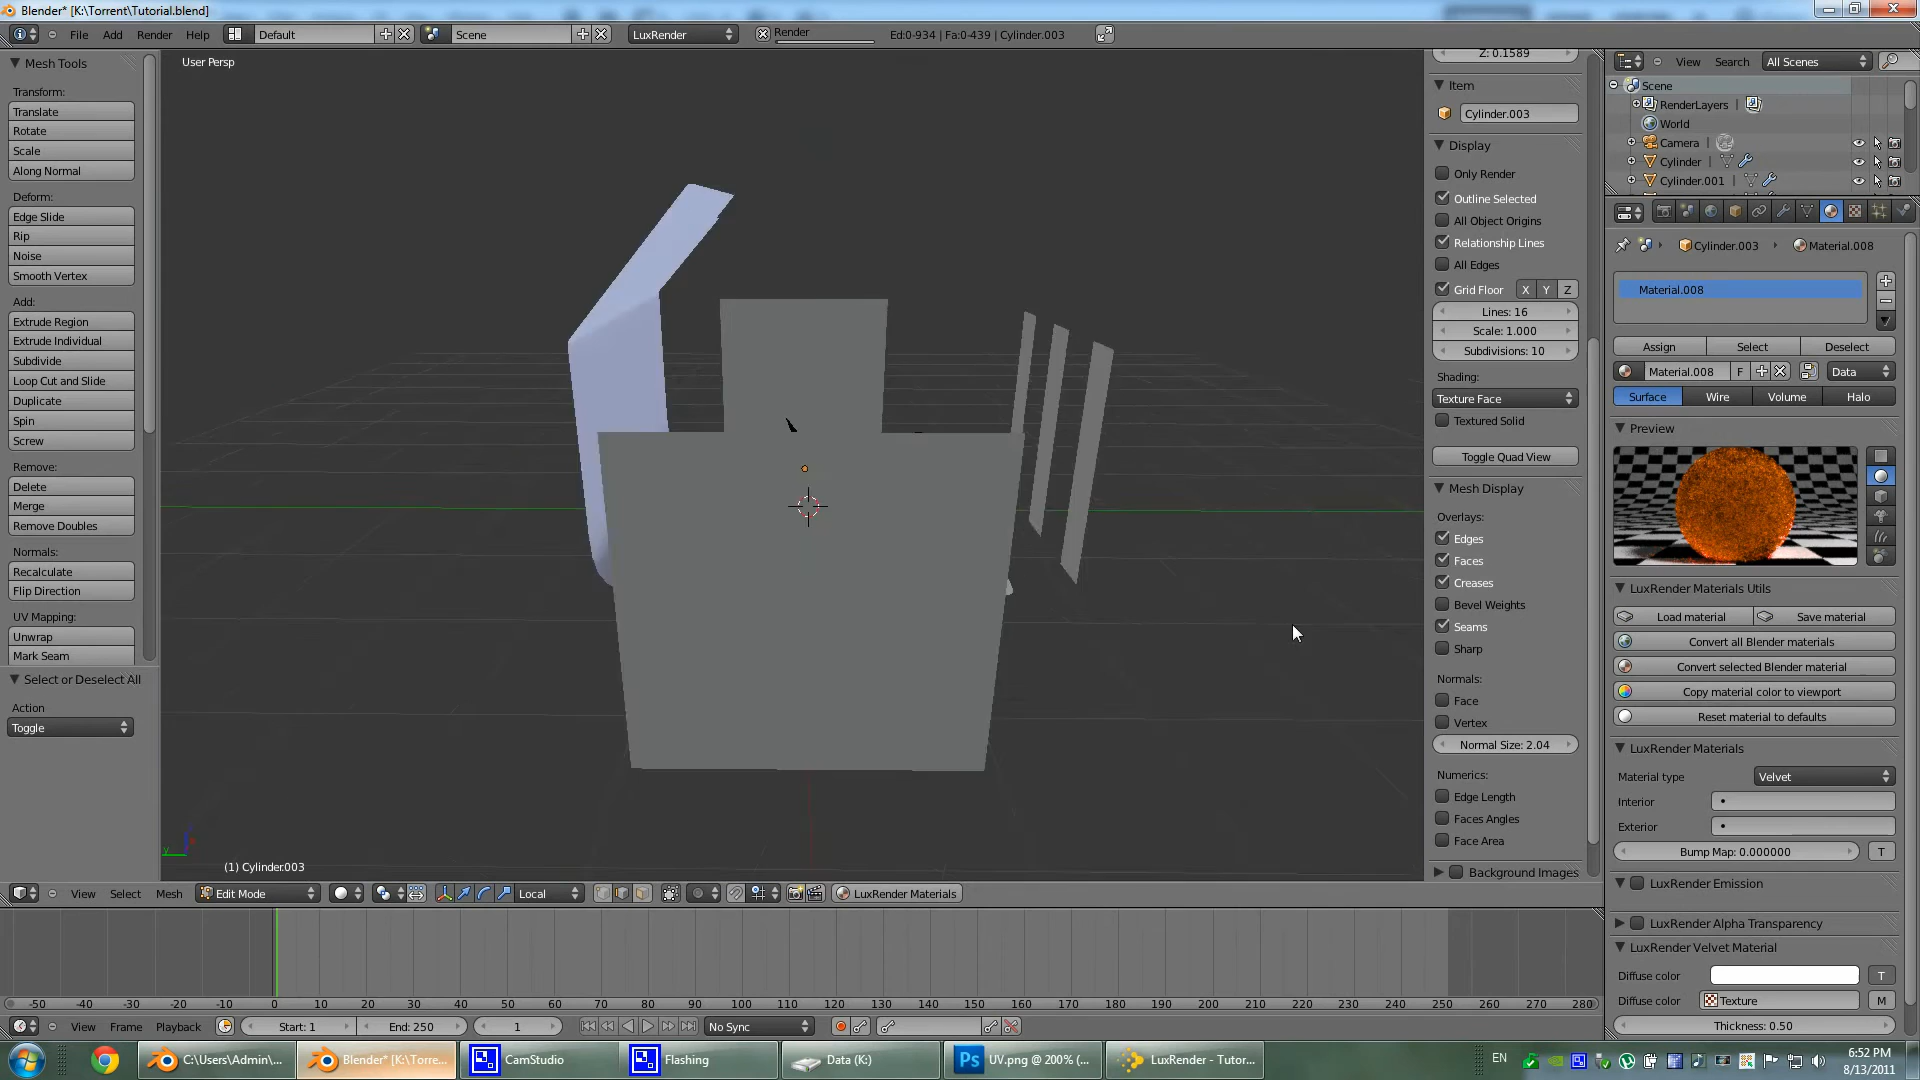 Blender* [K:\Torrent\Tutorial.blend]
File Add Render Help Default Scene LuxRender Render Ed:0-934 | Fa:0-439 | Cylinder.003
Mesh Tools
Transform:
Translate
Rotate
Scale
Along Normal
Deform:
Edge Slide
Rip
Noise
Smooth Vertex
Add:
Extrude Region
Extrude Individual
Subdivide
Loop Cut and Slide
Duplicate
Spin
Screw
Remove:
Delete
Merge
Remove Doubles
Normals:
Recalculate
Flip Direction
UV Mapping:
Unwrap
Mark Seam
Select or Deselect All
Action
Toggle
User Persp
(1) Cylinder.003
Z: 0.1589
Item
Cylinder.003
Display
Only Render
Outline Selected
All Object Origins
Relationship Lines
All Edges
Grid Floor X Y Z
Lines: 16
Scale: 1.000
Subdivisions: 10
Shading:
Texture Face
Textured Solid
Toggle Quad View
Mesh Display
Overlays:
Edges
Faces
Creases
Bevel Weights
Seams
Sharp
Normals:
Face
Vertex
Normal Size: 2.04
Numerics:
Edge Length
Faces Angles
Face Area
Background Images
View Search All Scenes
Scene
RenderLayers
World
Camera
Cylinder
Cylinder.001
Cylinder.003 Material.008
Material.008
Assign Select Deselect
Material.008 F Data
Surface Wire Volume Halo
Preview
LuxRender Materials Utils
Load material Save material
Convert all Blender materials
Convert selected Blender material
Copy material color to viewport
Reset material to defaults
LuxRender Materials
Material type Velvet
Interior
Exterior
Bump Map: 0.000000 T
LuxRender Emission
LuxRender Alpha Transparency
LuxRender Velvet Material
Diffuse color T
Diffuse color Texture M
Thickness: 0.50
View Select Mesh Edit Mode Local LuxRender Materials
-50 -40 -30 -20 -10 0 10 20 30 40 50 60 70 80 90 100 110 120 130 140 150 160 170 180 190 200 210 220 230 240 250 260 270 280
View Frame Playback Start: 1 End: 250 1 No Sync
C:\Users\Admin\... Blender* [K:\Torre... CamStudio Flashing Data (K:) Ps UV.png @ 200% (... LuxRender - Tutor... EN 6:52 PM
8/13/2011